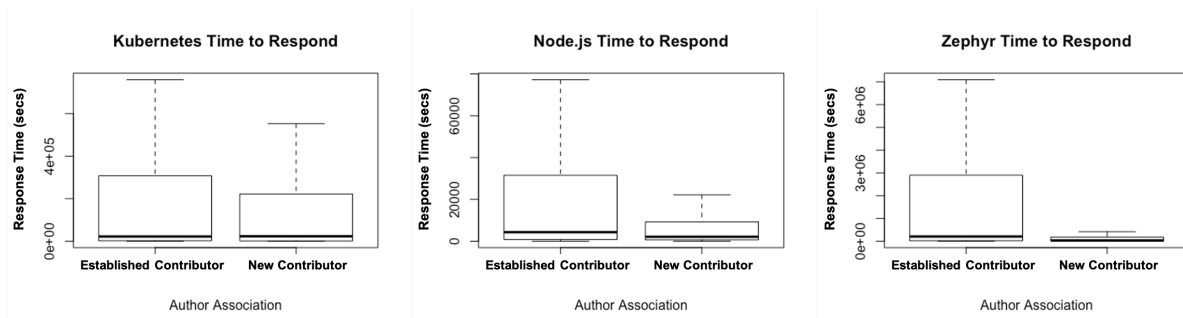 Kubernetes Time to Respond
Response Time (secs)
4e+05
0e+00
Established Contributor New Contributor
Author Association
Node.js Time to Respond
Response Time (secs)
60000
20000
0
Established Contributor New Contributor
Author Association
Zephyr Time to Respond
Response Time (secs)
6e+06
3e+06
0e+00
Established Contributor New Contributor
Author Association